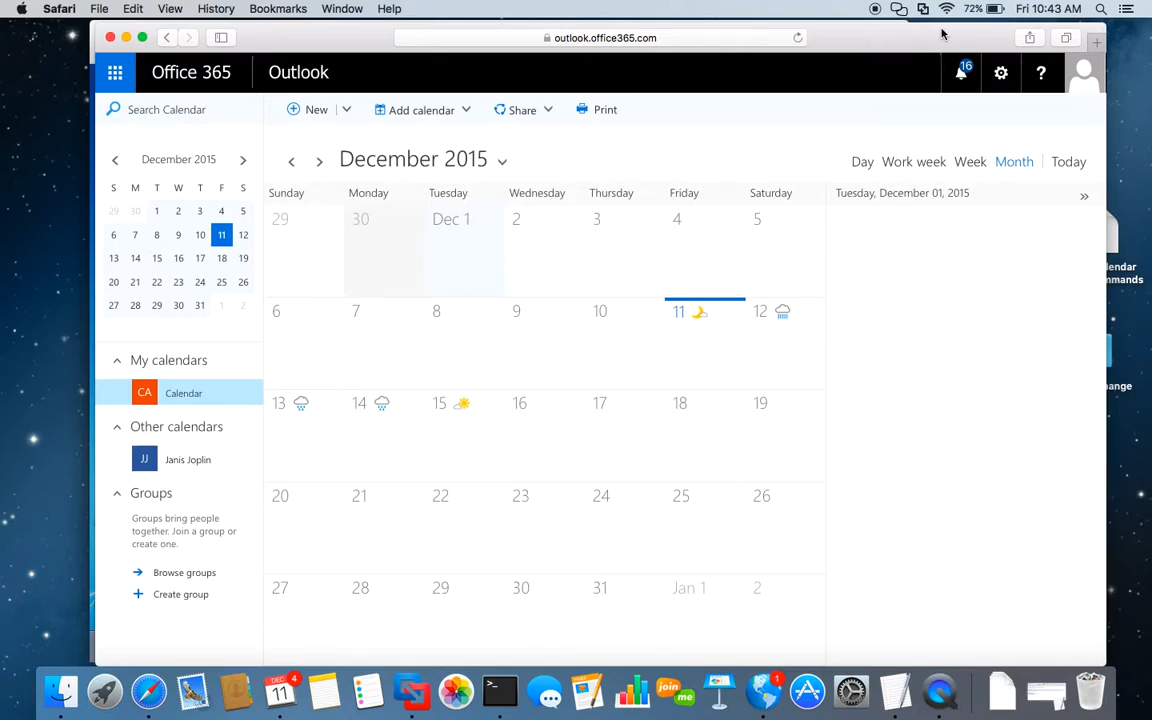 Safari File Edit View History Bookmarks Window Help 72% Fri 10:43 AM
outlook.office365.com
Office 365 Outlook 16 ?
Search Calendar New Add calendar Share Print
December 2015
S M T W T F S
29 30 1 2 3 4 5
6 7 8 9 10 11 12
13 14 15 16 17 18 19
20 21 22 23 24 25 26
27 28 29 30 31 1 2
My calendars
CA Calendar
Other calendars
JJ Janis Joplin
Groups
Groups bring people
together. Join a group or
create one.
Browse groups
Create group
December 2015 Day Work week Week Month Today
Sunday Monday Tuesday Wednesday Thursday Friday Saturday Tuesday, December 01, 2015
29 30 Dec 1 2 3 4 5
6 7 8 9 10 11 12
13 14 15 16 17 18 19
20 21 22 23 24 25 26
27 28 29 30 31 Jan 1 2
DEC
11
4
join
me
1